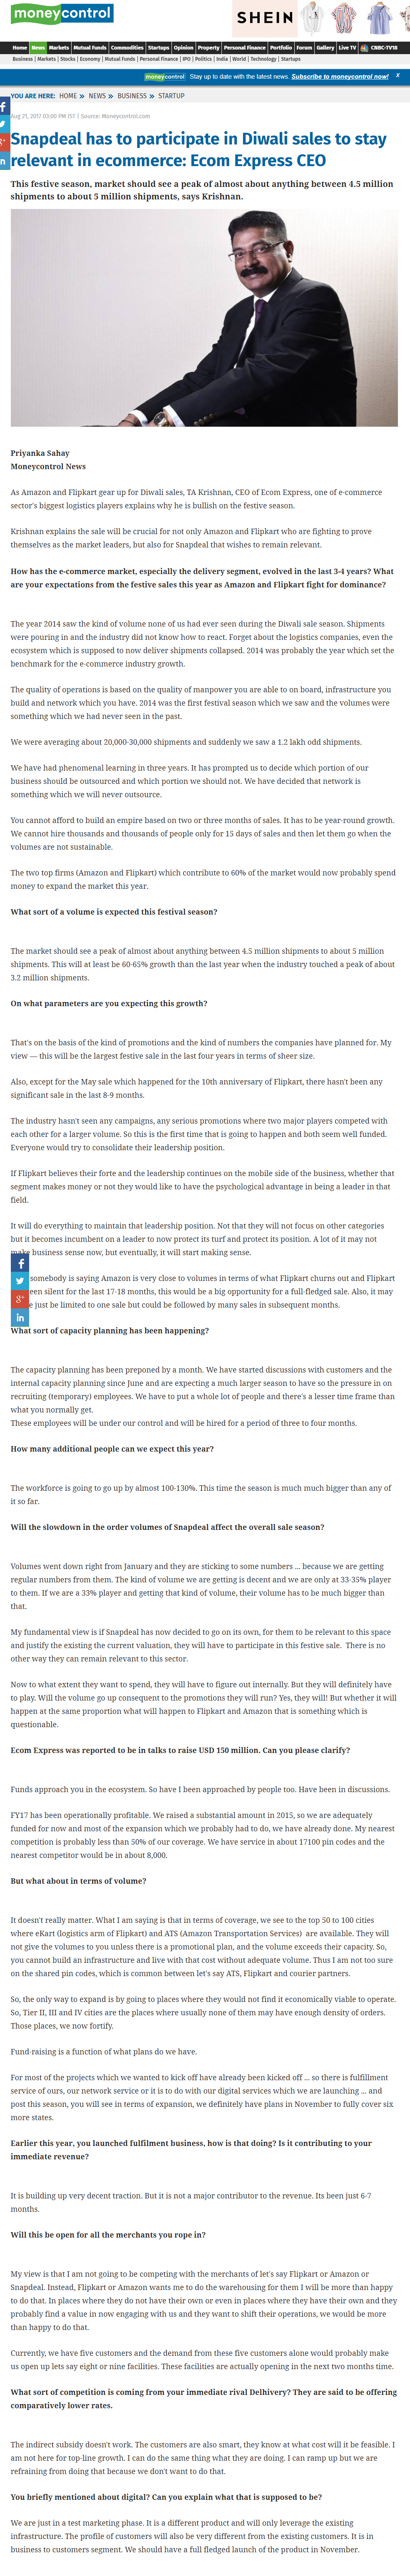 moneycontrol
SHEIN
Home News Markets Mutual Funds Commodities Startups Opinion Property Personal Finance Portfolio Forum Gallery Live TV CNBC-TV18
Business | Markets | Stocks | Economy | Mutual Funds | Personal Finance | IPO | Politics | India | World | Technology | Startups
moneycontrol Stay up to date with the latest news. Subscribe to moneycontrol now! X
YOU ARE HERE: HOME » NEWS » BUSINESS » STARTUP
Aug 21, 2017 03:00 PM IST | Source: Moneycontrol.com
Snapdeal has to participate in Diwali sales to stay
relevant in ecommerce: Ecom Express CEO
This festive season, market should see a peak of almost about anything between 4.5 million
shipments to about 5 million shipments, says Krishnan.
Priyanka Sahay
Moneycontrol News
As Amazon and Flipkart gear up for Diwali sales, TA Krishnan, CEO of Ecom Express, one of e-commerce
sector's biggest logistics players explains why he is bullish on the festive season.
Krishnan explains the sale will be crucial for not only Amazon and Flipkart who are fighting to prove
themselves as the market leaders, but also for Snapdeal that wishes to remain relevant.
How has the e-commerce market, especially the delivery segment, evolved in the last 3-4 years? What
are your expectations from the festive sales this year as Amazon and Flipkart fight for dominance?
The year 2014 saw the kind of volume none of us had ever seen during the Diwali sale season. Shipments
were pouring in and the industry did not know how to react. Forget about the logistics companies, even the
ecosystem which is supposed to now deliver shipments collapsed. 2014 was probably the year which set the
benchmark for the e-commerce industry growth.
The quality of operations is based on the quality of manpower you are able to on board, infrastructure you
build and network which you have. 2014 was the first festival season which we saw and the volumes were
something which we had never seen in the past.
We were averaging about 20,000-30,000 shipments and suddenly we saw a 1.2 lakh odd shipments.
We have had phenomenal learning in three years. It has prompted us to decide which portion of our
business should be outsourced and which portion we should not. We have decided that network is
something which we will never outsource.
You cannot afford to build an empire based on two or three months of sales. It has to be year-round growth.
We cannot hire thousands and thousands of people only for 15 days of sales and then let them go when the
volumes are not sustainable.
The two top firms (Amazon and Flipkart) which contribute to 60% of the market would now probably spend
money to expand the market this year.
What sort of a volume is expected this festival season?
The market should see a peak of almost about anything between 4.5 million shipments to about 5 million
shipments. This will at least be 60-65% growth than the last year when the industry touched a peak of about
3.2 million shipments.
On what parameters are you expecting this growth?
That's on the basis of the kind of promotions and the kind of numbers the companies have planned for. My
view — this will be the largest festive sale in the last four years in terms of sheer size.
Also, except for the May sale which happened for the 10th anniversary of Flipkart, there hasn't been any
significant sale in the last 8-9 months.
The industry hasn't seen any campaigns, any serious promotions where two major players competed with
each other for a larger volume. So this is the first time that is going to happen and both seem well funded.
Everyone would try to consolidate their leadership position.
If Flipkart believes their forte and the leadership continues on the mobile side of the business, whether that
segment makes money or not they would like to have the psychological advantage in being a leader in that
field.
It will do everything to maintain that leadership position. Not that they will not focus on other categories
but it becomes incumbent on a leader to now protect its turf and protect its position. A lot of it may not
make business sense now, but eventually, it will start making sense.
somebody is saying Amazon is very close to volumes in terms of what Flipkart churns out and Flipkart
een silent for the last 17-18 months, this would be a big opportunity for a full-fledged sale. Also, it may
e just be limited to one sale but could be followed by many sales in subsequent months.
What sort of capacity planning has been happening?
The capacity planning has been preponed by a month. We have started discussions with customers and the
internal capacity planning since June and are expecting a much larger season to have so the pressure in on
recruiting (temporary) employees. We have to put a whole lot of people and there's a lesser time frame than
what you normally get.
These employees will be under our control and will be hired for a period of three to four months.
How many additional people can we expect this year?
The workforce is going to go up by almost 100-130%. This time the season is much much bigger than any of
it so far.
Will the slowdown in the order volumes of Snapdeal affect the overall sale season?
Volumes went down right from January and they are sticking to some numbers ... because we are getting
regular numbers from them. The kind of volume we are getting is decent and we are only at 33-35% player
to them. If we are a 33% player and getting that kind of volume, their volume has to be much bigger than
that.
My fundamental view is if Snapdeal has now decided to go on its own, for them to be relevant to this space
and justify the existing the current valuation, they will have to participate in this festive sale. There is no
other way they can remain relevant to this sector.
Now to what extent they want to spend, they will have to figure out internally. But they will definitely have
to play. Will the volume go up consequent to the promotions they will run? Yes, they will! But whether it will
happen at the same proportion what will happen to Flipkart and Amazon that is something which is
questionable.
Ecom Express was reported to be in talks to raise USD 150 million. Can you please clarify?
Funds approach you in the ecosystem. So have I been approached by people too. Have been in discussions.
FY17 has been operationally profitable. We raised a substantial amount in 2015, so we are adequately
funded for now and most of the expansion which we probably had to do, we have already done. My nearest
competition is probably less than 50% of our coverage. We have service in about 17100 pin codes and the
nearest competitor would be in about 8,000.
But what about in terms of volume?
It doesn't really matter. What I am saying is that in terms of coverage, we see to the top 50 to 100 cities
where eKart (logistics arm of Flipkart) and ATS (Amazon Transportation Services) are available. They will
not give the volumes to you unless there is a promotional plan, and the volume exceeds their capacity. So,
you cannot build an infrastructure and live with that cost without adequate volume. Thus I am not too sure
on the shared pin codes, which is common between let's say ATS, Flipkart and courier partners.
So, the only way to expand is by going to places where they would not find it economically viable to operate.
So, Tier II, III and IV cities are the places where usually none of them may have enough density of orders.
Those places, we now fortify.
Fund-raising is a function of what plans do we have.
For most of the projects which we wanted to kick off have already been kicked off ... so there is fulfillment
service of ours, our network service or it is to do with our digital services which we are launching ... and
post this season, you will see in terms of expansion, we definitely have plans in November to fully cover six
more states.
Earlier this year, you launched fulfilment business, how is that doing? Is it contributing to your
immediate revenue?
It is building up very decent traction. But it is not a major contributor to the revenue. Its been just 6-7
months.
Will this be open for all the merchants you rope in?
My view is that I am not going to be competing with the merchants of let's say Flipkart or Amazon or
Snapdeal. Instead, Flipkart or Amazon wants me to do the warehousing for them I will be more than happy
to do that. In places where they do not have their own or even in places where they have their own and they
probably find a value in now engaging with us and they want to shift their operations, we would be more
than happy to do that.
Currently, we have five customers and the demand from these five customers alone would probably make
us open up lets say eight or nine facilities. These facilities are actually opening in the next two months time.
What sort of competition is coming from your immediate rival Delhivery? They are said to be offering
comparatively lower rates.
The indirect subsidy doesn't work. The customers are also smart, they know at what cost will it be feasible. I
am not here for top-line growth. I can do the same thing what they are doing. I can ramp up but we are
refraining from doing that because we don't want to do that.
You briefly mentioned about digital? Can you explain what that is supposed to be?
We are just in a test marketing phase. It is a different product and will only leverage the existing
infrastructure. The profile of customers will also be very different from the existing customers. It is in
business to customers segment. We should have a full fledged launch of the product in November.